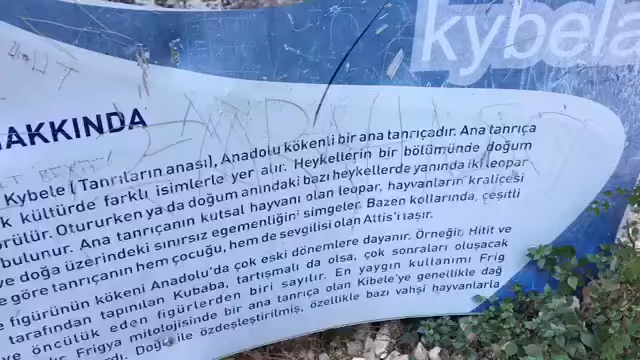 kybela
HAKKINDA
Kybele ( Tanrıların anası), Anadolu kökenli bir ana tanrıçadır. Ana tanrıça
k kültürde farklı isimlerle yer alır. Heykellerin bir bölümünde doğum
rülür. Otururken ya da doğum anındaki bazı heykellerde yanında iki leopar
bulunur. Ana tanrıçanın kutsal hayvanı olan leopar, hayvanların kraliçesi
ve doğa üzerindeki sınırsız egemenliğini simgeler. Bazen kollarında, çeşitli
e göre tanrıçanın hem çocuğu, hem de sevgilisi olan Attis'i taşır.
figürünün kökeni Anadolu'da çok eski dönemlere dayanır. Örneğin, Hitit ve
tarafından tapınılan Kubaba, tartışmalı da olsa, çok sonraları oluşacak
ve öncülük eden figürlerden biri sayılır. En yaygın kullanımı Frig
Frigya mitolojisinde bir ana tanrıça olan Kibele'ye genellikle dağ
Doğa ile özdeşleştirilmiş, özellikle bazı vahşi hayvanlarla